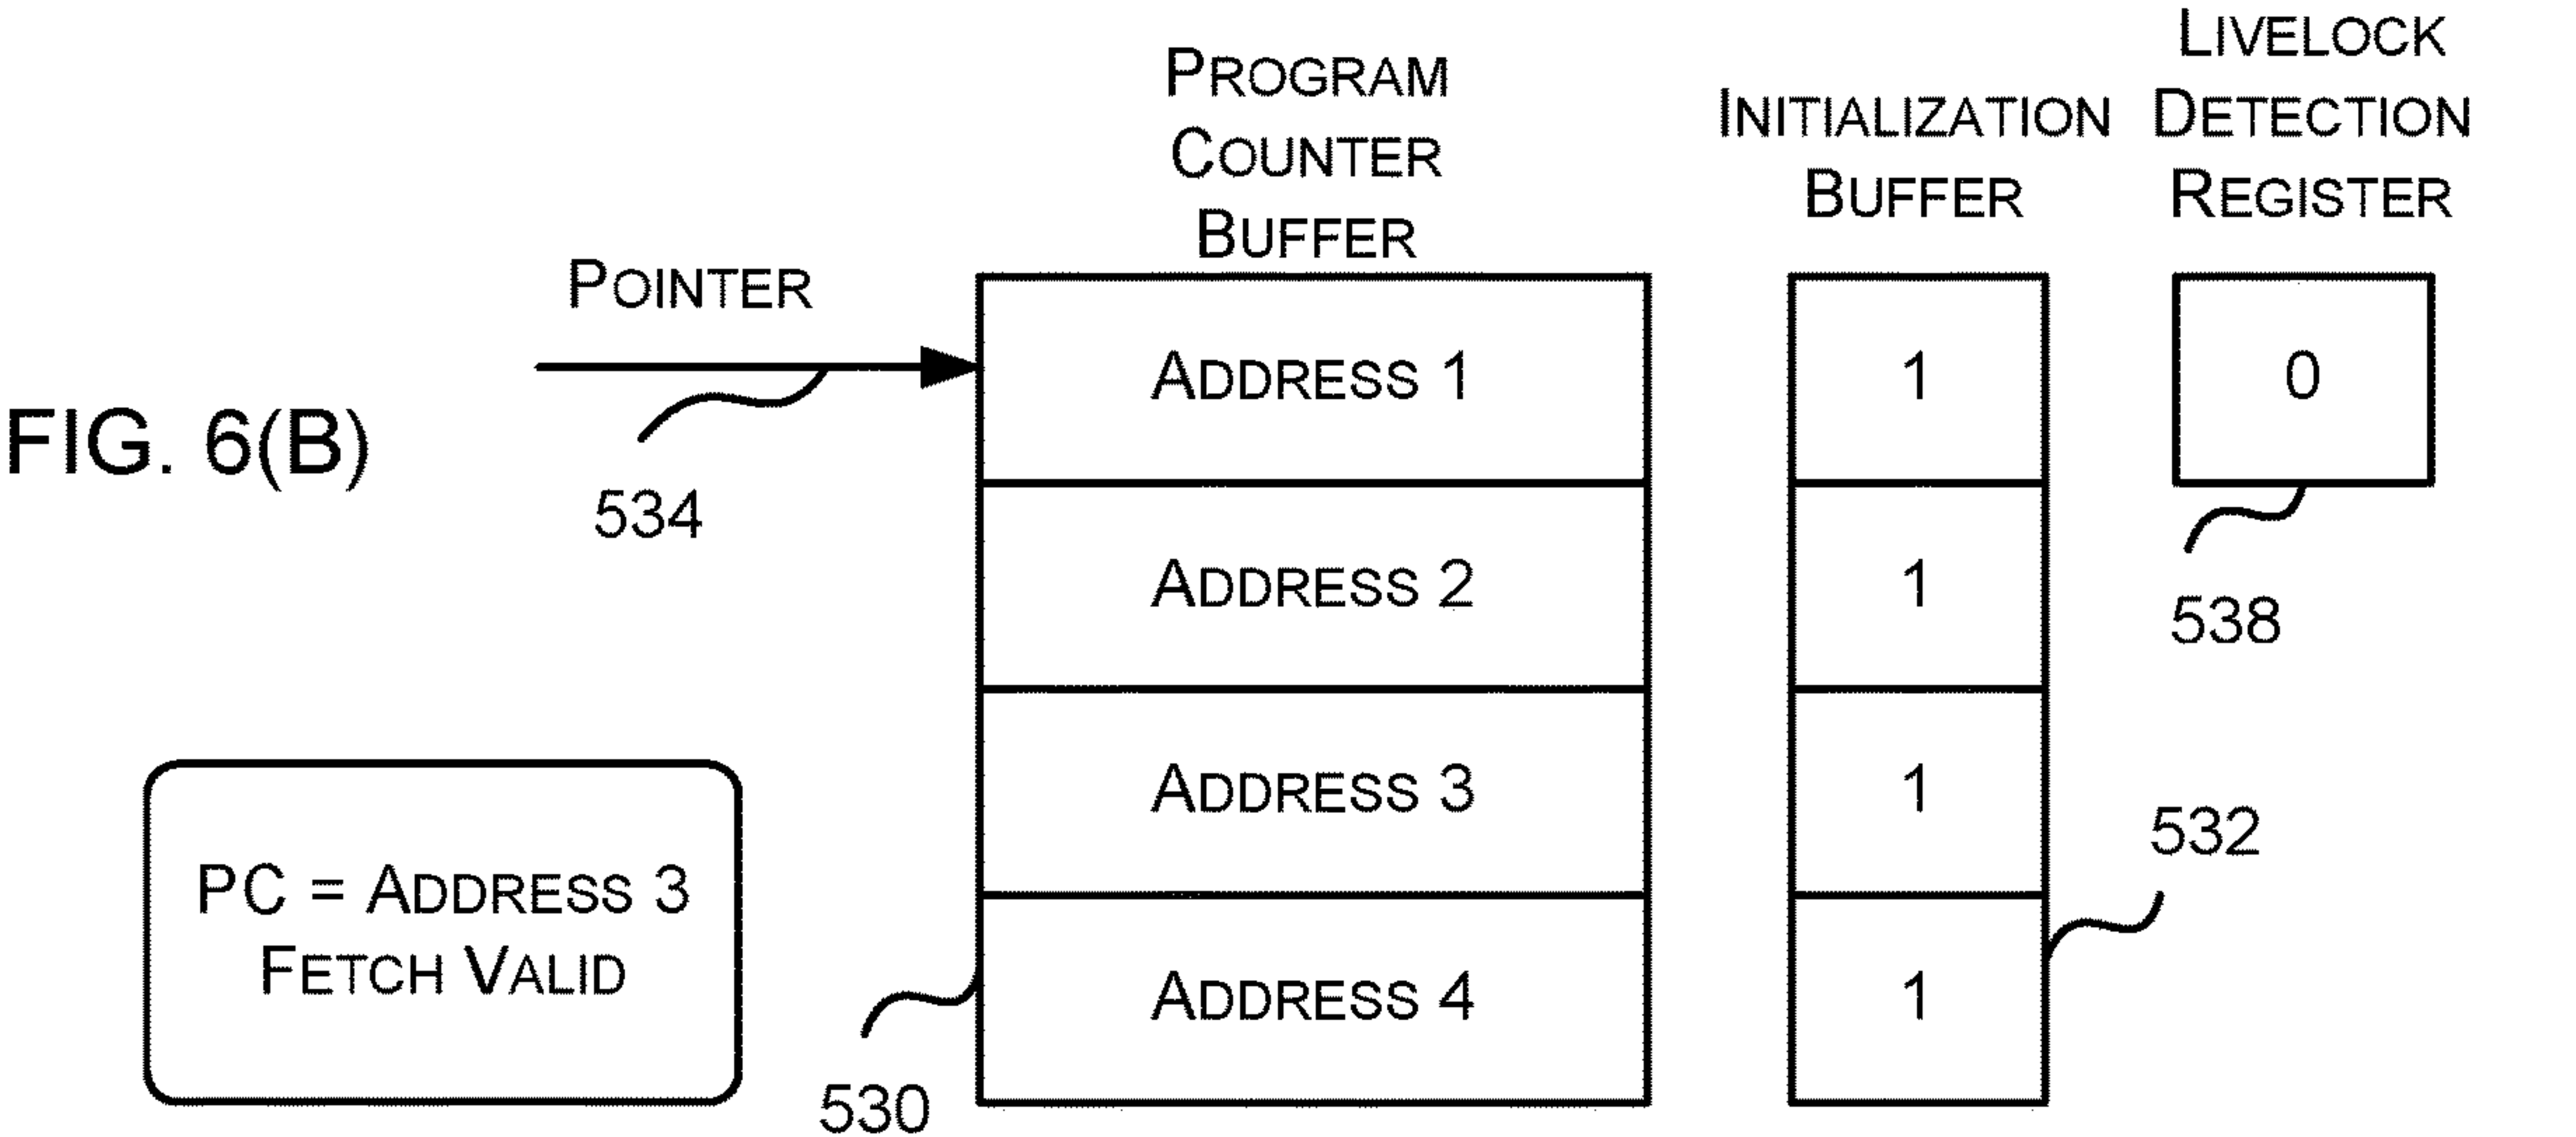 PROGRAM
COUNTER
BUFFER
INITIALIZATION
BUFFER
LIVELOCK
DETECTION
REGISTER
POINTER
534
FIG. 6(B)
ADDRESS 1
1
0
ADDRESS 2
1
538
ADDRESS 3
1
532
ADDRESS 4
1
530
PC = ADDRESS 3
FETCH VALID